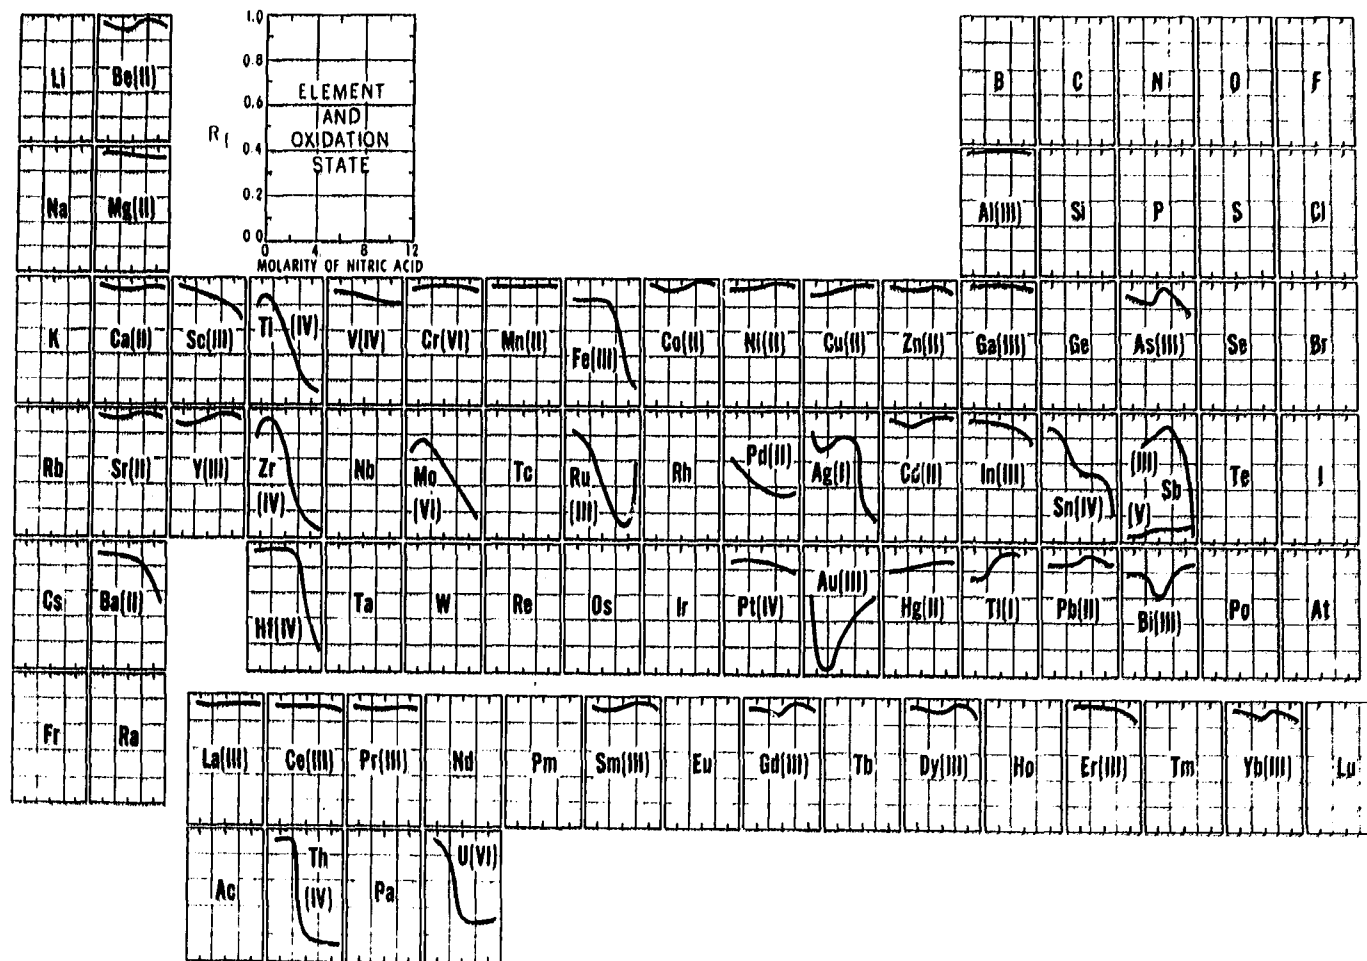 1.0
0.8
0.6
0.4
0.2
0.0
Rf
ELEMENT
AND
OXIDATION
STATE
0 4 8 12
MOLARITY OF NITRIC ACID
Li Be(II) B C N O F
Na Mg(II) Al(III) Si P S Cl
K Ca(II) Sc(III) Ti (IV) V(IV) Cr(VI) Mn(II) Fe(III) Co(II) Ni(II) Cu(II) Zn(II) Ga(III) Ge As(III) Se Br
Rb Sr(II) Y(III) Zr (IV) Nb Mo (VI) Tc Ru (III) Rh Pd(II) Ag(I) Cd(II) In(III) Sn(IV) (III) Sb (V) Te I
Cs Ba(II) Hf(IV) Ta W Re Os Ir Pt(IV) Au(III) Hg(II) Tl(I) Pb(II) Bi(III) Po At
Fr Ra
La(III) Ce(III) Pr(III) Nd Pm Sm(III) Eu Gd(III) Tb Dy(III) Ho Er(III) Tm Yb(III) Lu
Ac Th (IV) Pa U(VI)